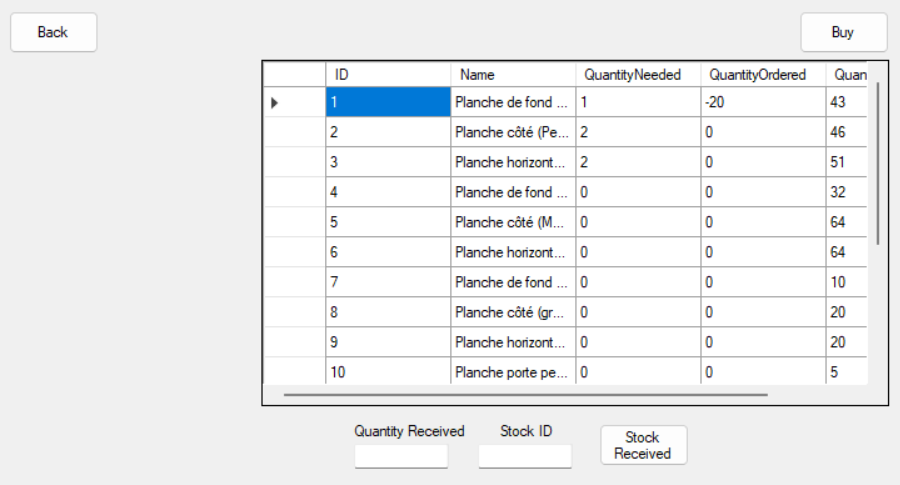 Back
Buy
ID Name QuantityNeeded QuantityOrdered Quan
1 Planche de fond ... 1 -20 43
2 Planche côté (Pe... 2 0 46
3 Planche horizont... 2 0 51
4 Planche de fond ... 0 0 32
5 Planche côté (M... 0 0 64
6 Planche horizont... 0 0 64
7 Planche de fond ... 0 0 10
8 Planche côté (gr... 0 0 20
9 Planche horizont... 0 0 20
10 Planche porte pe... 0 0 5
Quantity Received Stock ID
Stock
Received